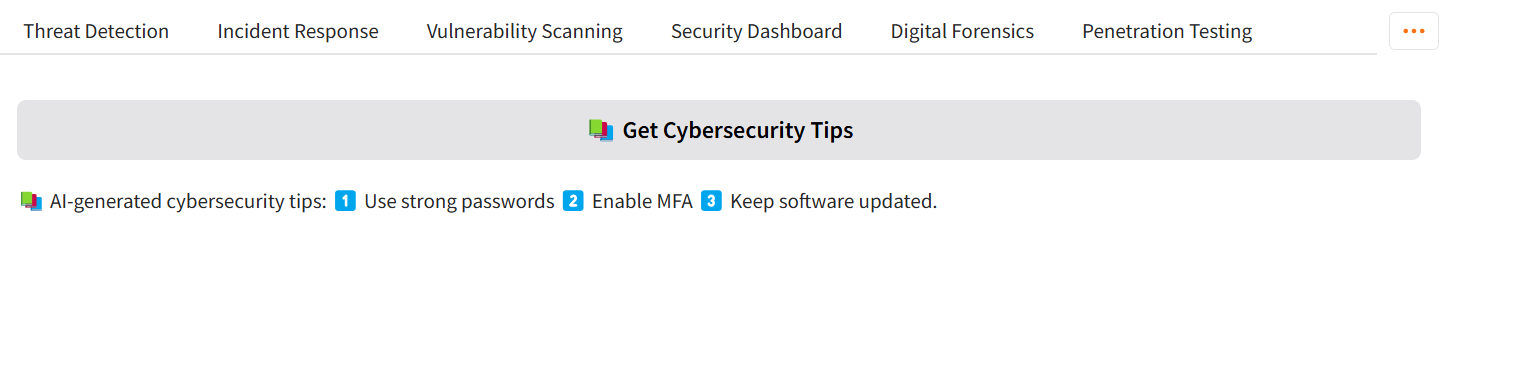 Threat Detection Incident Response Vulnerability Scanning Security Dashboard Digital Forensics Penetration Testing
📚 Get Cybersecurity Tips
📚 AI-generated cybersecurity tips: 1️⃣ Use strong passwords 2️⃣ Enable MFA 3️⃣ Keep software updated.